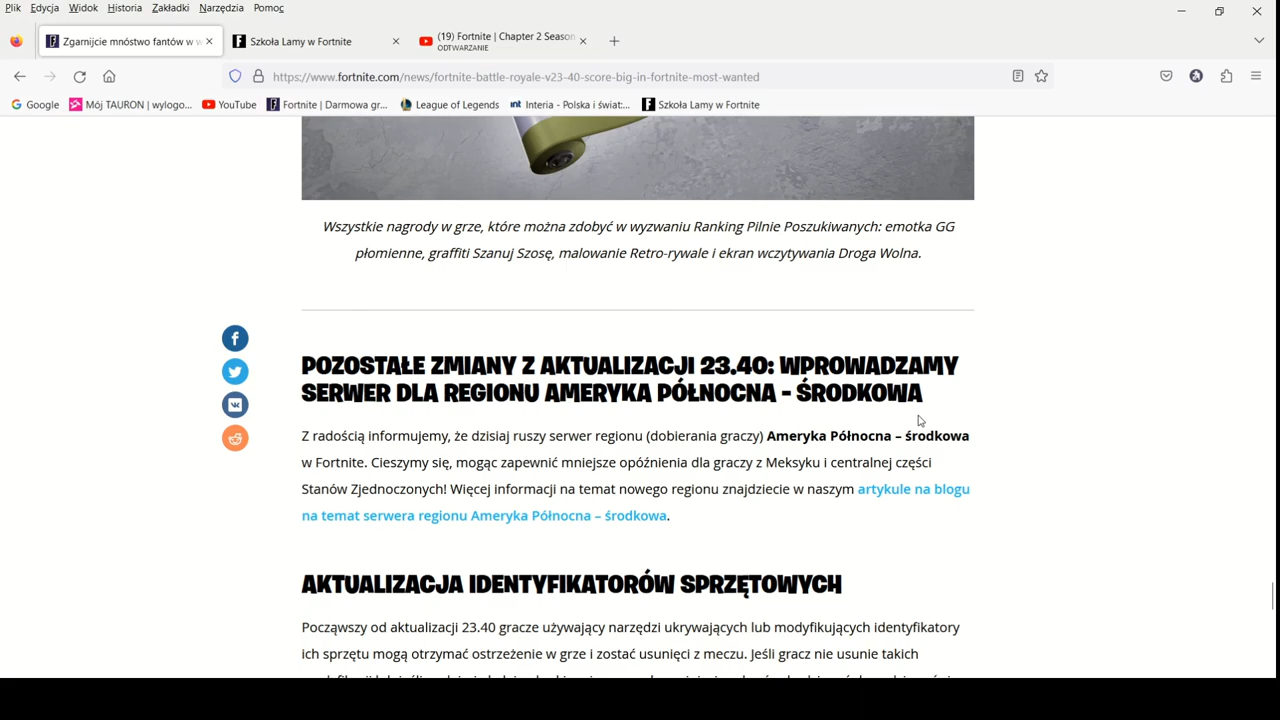 Plik Edycja Widok Historia Zakładki Narzędzia Pomoc
Zgarnijcie mnóstwo fantów w w
Szkoła Lamy w Fortnite
(19) Fortnite | Chapter 2 Season
ODTWARZANIE
https://www.fortnite.com/news/fortnite-battle-royale-v23-40-score-big-in-fortnite-most-wanted
Google Mój TAURON | wylogo... YouTube Fortnite | Darmowa gr... League of Legends Interia - Polska i świat:... Szkoła Lamy w Fortnite
Wszystkie nagrody w grze, które można zdobyć w wyzwaniu Ranking Pilnie Poszukiwanych: emotka GG
płomienne, graffiti Szanuj Szosę, malowanie Retro-rywale i ekran wczytywania Droga Wolna.
POZOSTAŁE ZMIANY Z AKTUALIZACJI 23.40: WPROWADZAMY
SERWER DLA REGIONU AMERYKA PÓŁNOCNA - ŚRODKOWA
Z radością informujemy, że dzisiaj ruszy serwer regionu (dobierania graczy) Ameryka Północna – środkowa
w Fortnite. Cieszymy się, mogąc zapewnić mniejsze opóźnienia dla graczy z Meksyku i centralnej części
Stanów Zjednoczonych! Więcej informacji na temat nowego regionu znajdziecie w naszym artykule na blogu
na temat serwera regionu Ameryka Północna – środkowa.
AKTUALIZACJA IDENTYFIKATORÓW SPRZĘTOWYCH
Począwszy od aktualizacji 23.40 gracze używający narzędzi ukrywających lub modyfikujących identyfikatory
ich sprzętu mogą otrzymać ostrzeżenie w grze i zostać usunięci z meczu. Jeśli gracz nie usunie takich